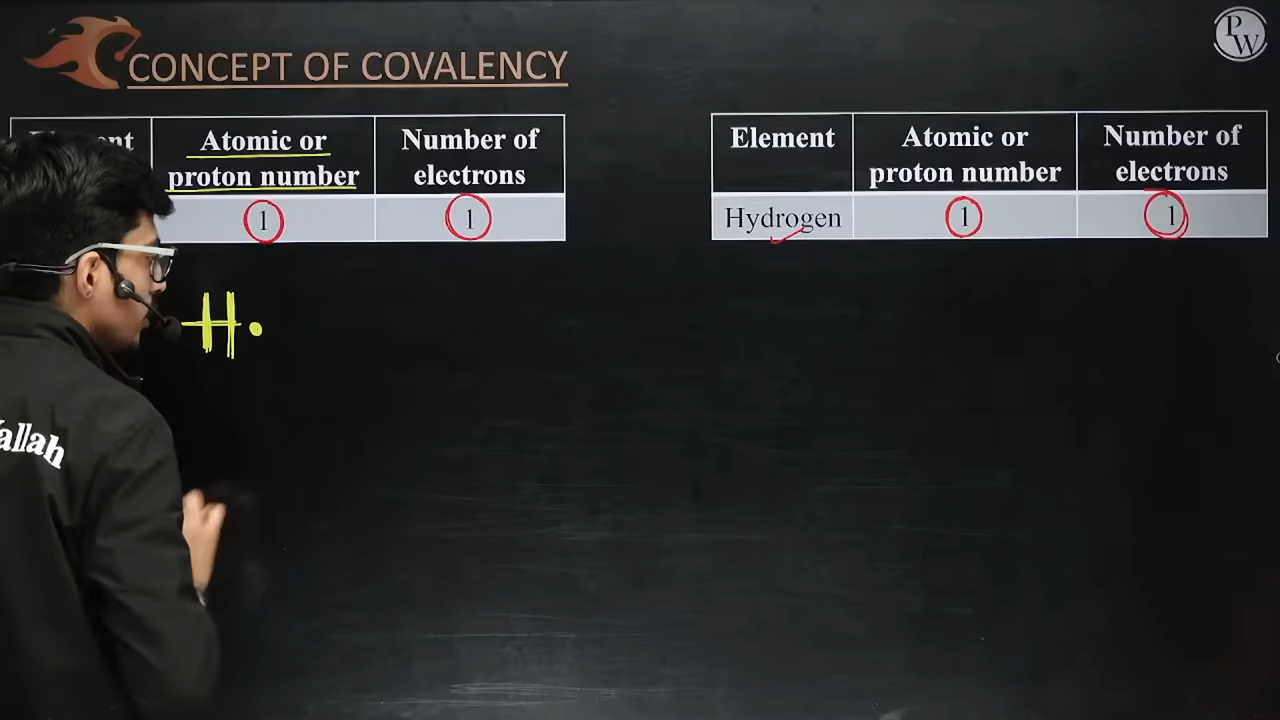 CONCEPT OF COVALENCY
PW
Atomic or
proton number
Number of
electrons
1
1
H·
Element
Atomic or
proton number
Number of
electrons
Hydrogen
1
1
allah